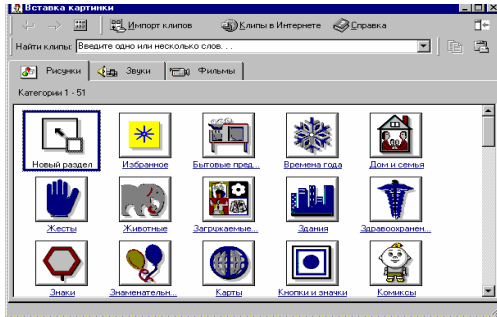 Вставка картинки
Импорт клипов Клипы в Интернете Справка
Найти клипы: Введите одно или несколько слов. . .
Рисунки Звуки Фильмы
Категории 1 - 51
Новый раздел Избранное Бытовые пред... Времена года Дом и семья
Жесты Животные Загружаемые... Здания Здравоохранен...
Знаки Знаменательн... Карты Кнопки и значки Комиксы